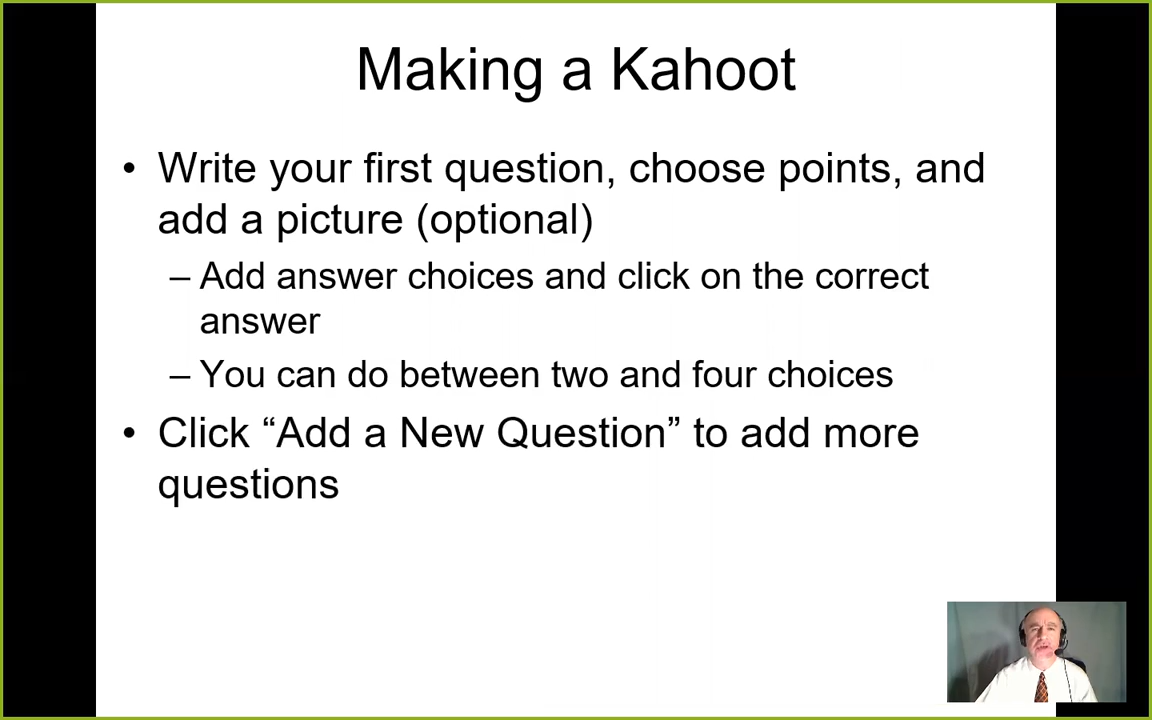 Making a Kahoot
• Write your first question, choose points, and
add a picture (optional)
– Add answer choices and click on the correct
answer
– You can do between two and four choices
• Click “Add a New Question” to add more
questions